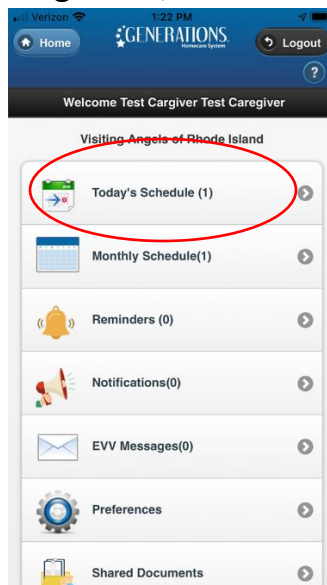 Verizon 1:22 PM
Home GENERATIONS Logout
Homecare System
?
Welcome Test Cargiver Test Caregiver
Visiting Angels of Rhode Island
Today's Schedule (1)
Monthly Schedule(1)
Reminders (0)
Notifications(0)
EVV Messages(0)
Preferences
Shared Documents